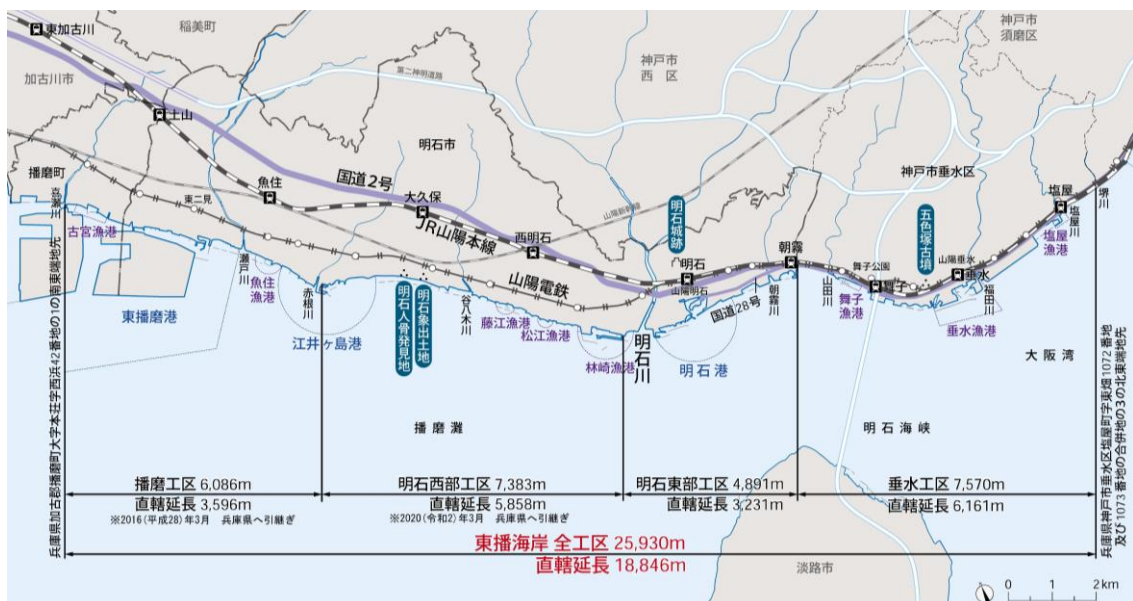 東加古川
稲美町
神戸市
須磨区
神戸市
西区
加古川市
第二神明道路
土山
明石市
神戸市垂水区
播磨町
魚住
国道2号
大久保
東二見
JR山陽本線
山陽新幹線
西明石
明石城跡
朝霧
五色塚古墳
塩屋
堺川
塩屋川
塩屋漁港
古宮漁港
瀬戸川
魚住漁港
山陽電鉄
明石
山陽明石
舞子公園
山陽垂水
垂水
舞子
東播磨港
赤根川
江井ヶ島港
明石人骨発見地
明石象出土地
谷八木川
藤江漁港
松江漁港
林崎漁港
明石川
明石港
国道28号
朝霧川
山田川
舞子漁港
福田川
垂水漁港
大阪湾
播磨灘
明石海峡
兵庫県加古郡播磨町大字本荘字西浜42番地の1の南東端地先
兵庫県神戸市垂水区塩屋町字東畑1072番地
及び1073番地の合併地の3の北東端地先
播磨工区 6,086m
直轄延長 3,596m
※2016(平成28)年3月 兵庫県へ引継ぎ
明石西部工区 7,383m
直轄延長 5,858m
※2020(令和2)年3月 兵庫県へ引継ぎ
明石東部工区 4,891m
直轄延長 3,231m
垂水工区 7,570m
直轄延長 6,161m
東播海岸 全工区 25,930m
直轄延長 18,846m
淡路市
0 1 2km